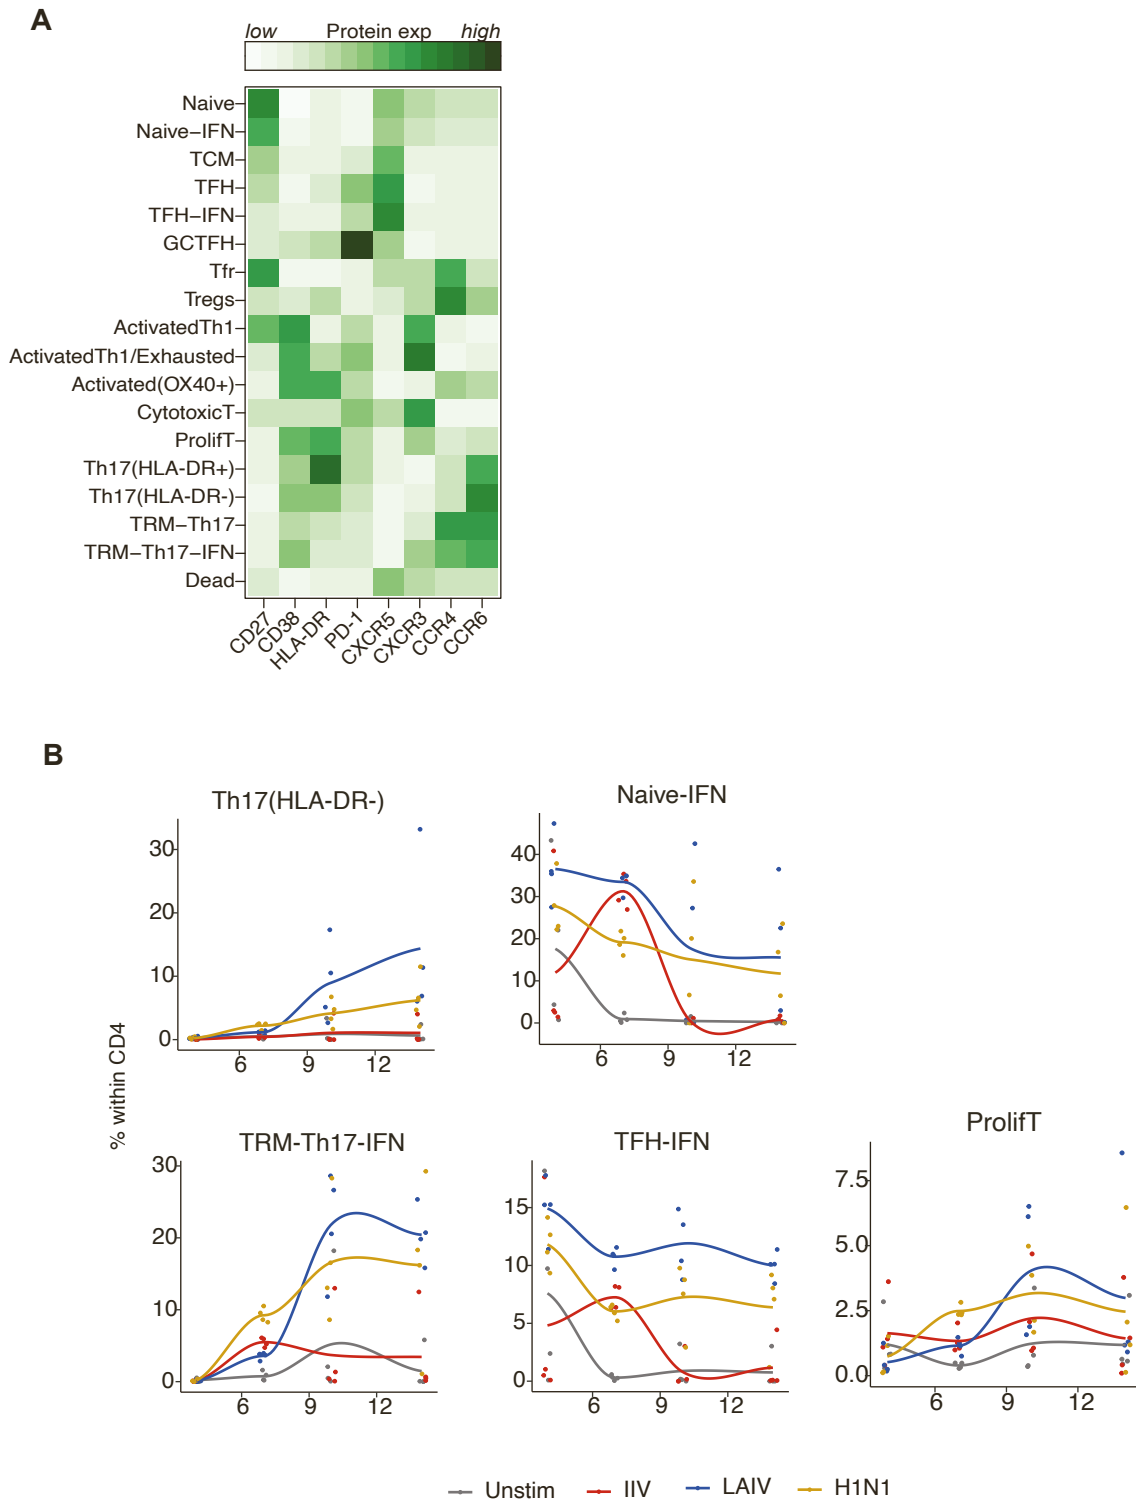 A
low Protein exp high
Naive
Naive-IFN
TCM
TFH
TFH-IFN
GCTFH
Tfr
Tregs
ActivatedTh1
ActivatedTh1/Exhausted
Activated(OX40+)
CytotoxicT
ProlifT
Th17(HLA-DR+)
Th17(HLA-DR-)
TRM-Th17
TRM-Th17-IFN
Dead
CD27 CD38 HLA-DR PD-1 CXCR5 CXCR3 CCR4 CCR6
B
% within CD4
Th17(HLA-DR-)
30
20
10
0
6 9 12
Naive-IFN
40
30
20
10
0
6 9 12
TRM-Th17-IFN
30
20
10
0
6 9 12
TFH-IFN
15
10
5
0
6 9 12
ProlifT
7.5
5.0
2.5
0.0
6 9 12
Unstim IIV LAIV H1N1